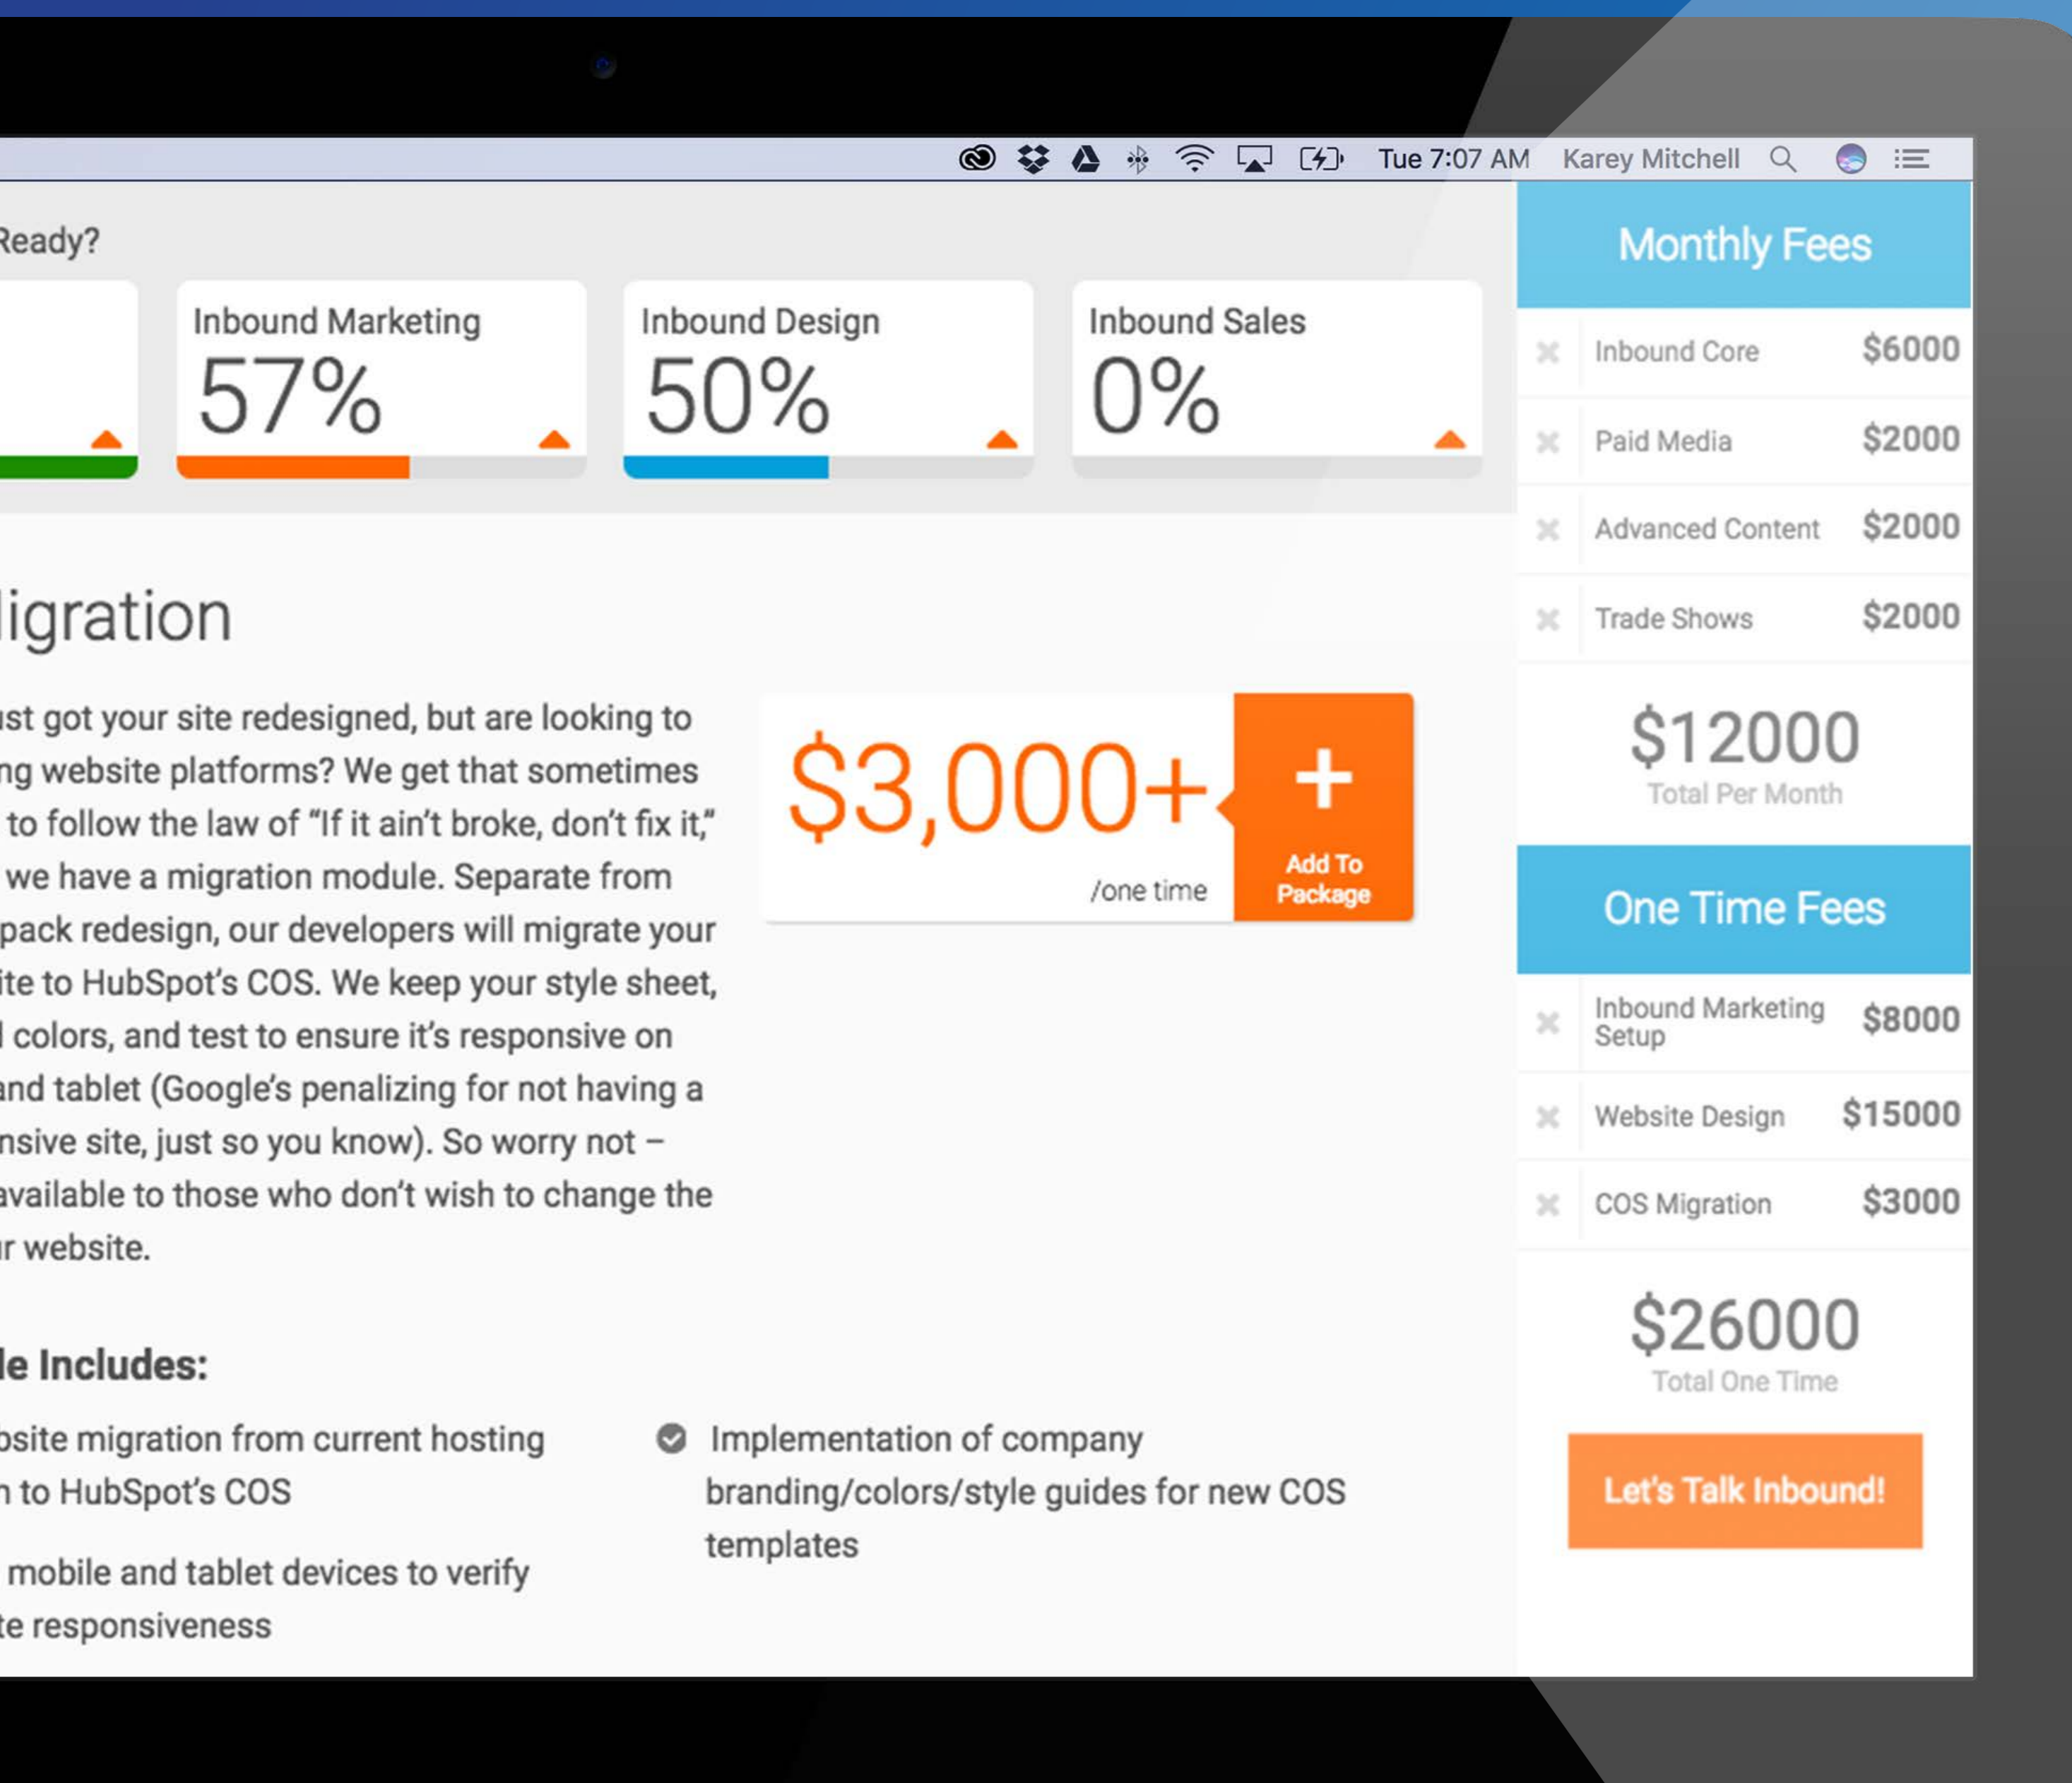 Tue 7:07 AM Karey Mitchell
Ready?
Inbound Marketing
57%
Inbound Design
50%
Inbound Sales
0%
igration
ust got your site redesigned, but are looking to
ng website platforms? We get that sometimes
to follow the law of “If it ain't broke, don't fix it,”
we have a migration module. Separate from
pack redesign, our developers will migrate your
ite to HubSpot's COS. We keep your style sheet,
colors, and test to ensure it's responsive on
and tablet (Google's penalizing for not having a
nsive site, just so you know). So worry not –
available to those who don't wish to change the
ur website.
$3,000+
/one time
+
Add To
Package
le Includes:
bsite migration from current hosting
n to HubSpot's COS
mobile and tablet devices to verify
te responsiveness
Implementation of company
branding/colors/style guides for new COS
templates
Monthly Fees
Inbound Core $6000
Paid Media $2000
Advanced Content $2000
Trade Shows $2000
$12000
Total Per Month
One Time Fees
Inbound Marketing
Setup $8000
Website Design $15000
COS Migration $3000
$26000
Total One Time
Let's Talk Inbound!